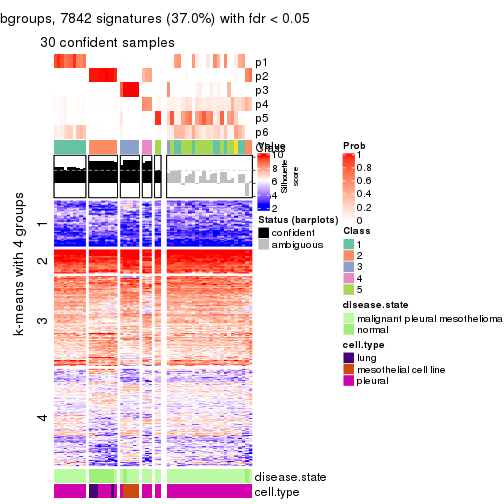 bgroups, 7842 signatures (37.0%) with fdr < 0.05
30 confident samples
p1
p2
p3
p4
p5
p6
Class
k-means with 4 groups
1
2
3
4
disease.state
cell.type
Value
10
8
6
4
2
Silhouette
score
Status (barplots)
confident
ambiguous
Prob
1
0.8
0.6
0.4
0.2
0
Class
1
2
3
4
5
disease.state
malignant pleural mesothelioma
normal
cell.type
lung
mesothelial cell line
pleural